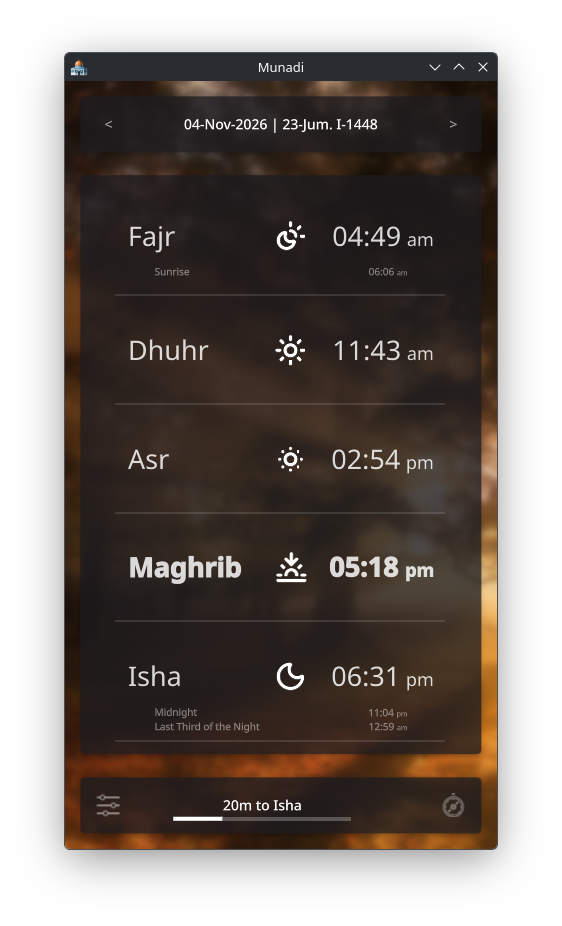 Munadi
< 04-Nov-2026 | 23-Jum. I-1448 >
Fajr 04:49 am
Sunrise 06:06 am
Dhuhr 11:43 am
Asr 02:54 pm
Maghrib 05:18 pm
Isha 06:31 pm
Midnight 11:04 pm
Last Third of the Night 12:59 am
20m to Isha